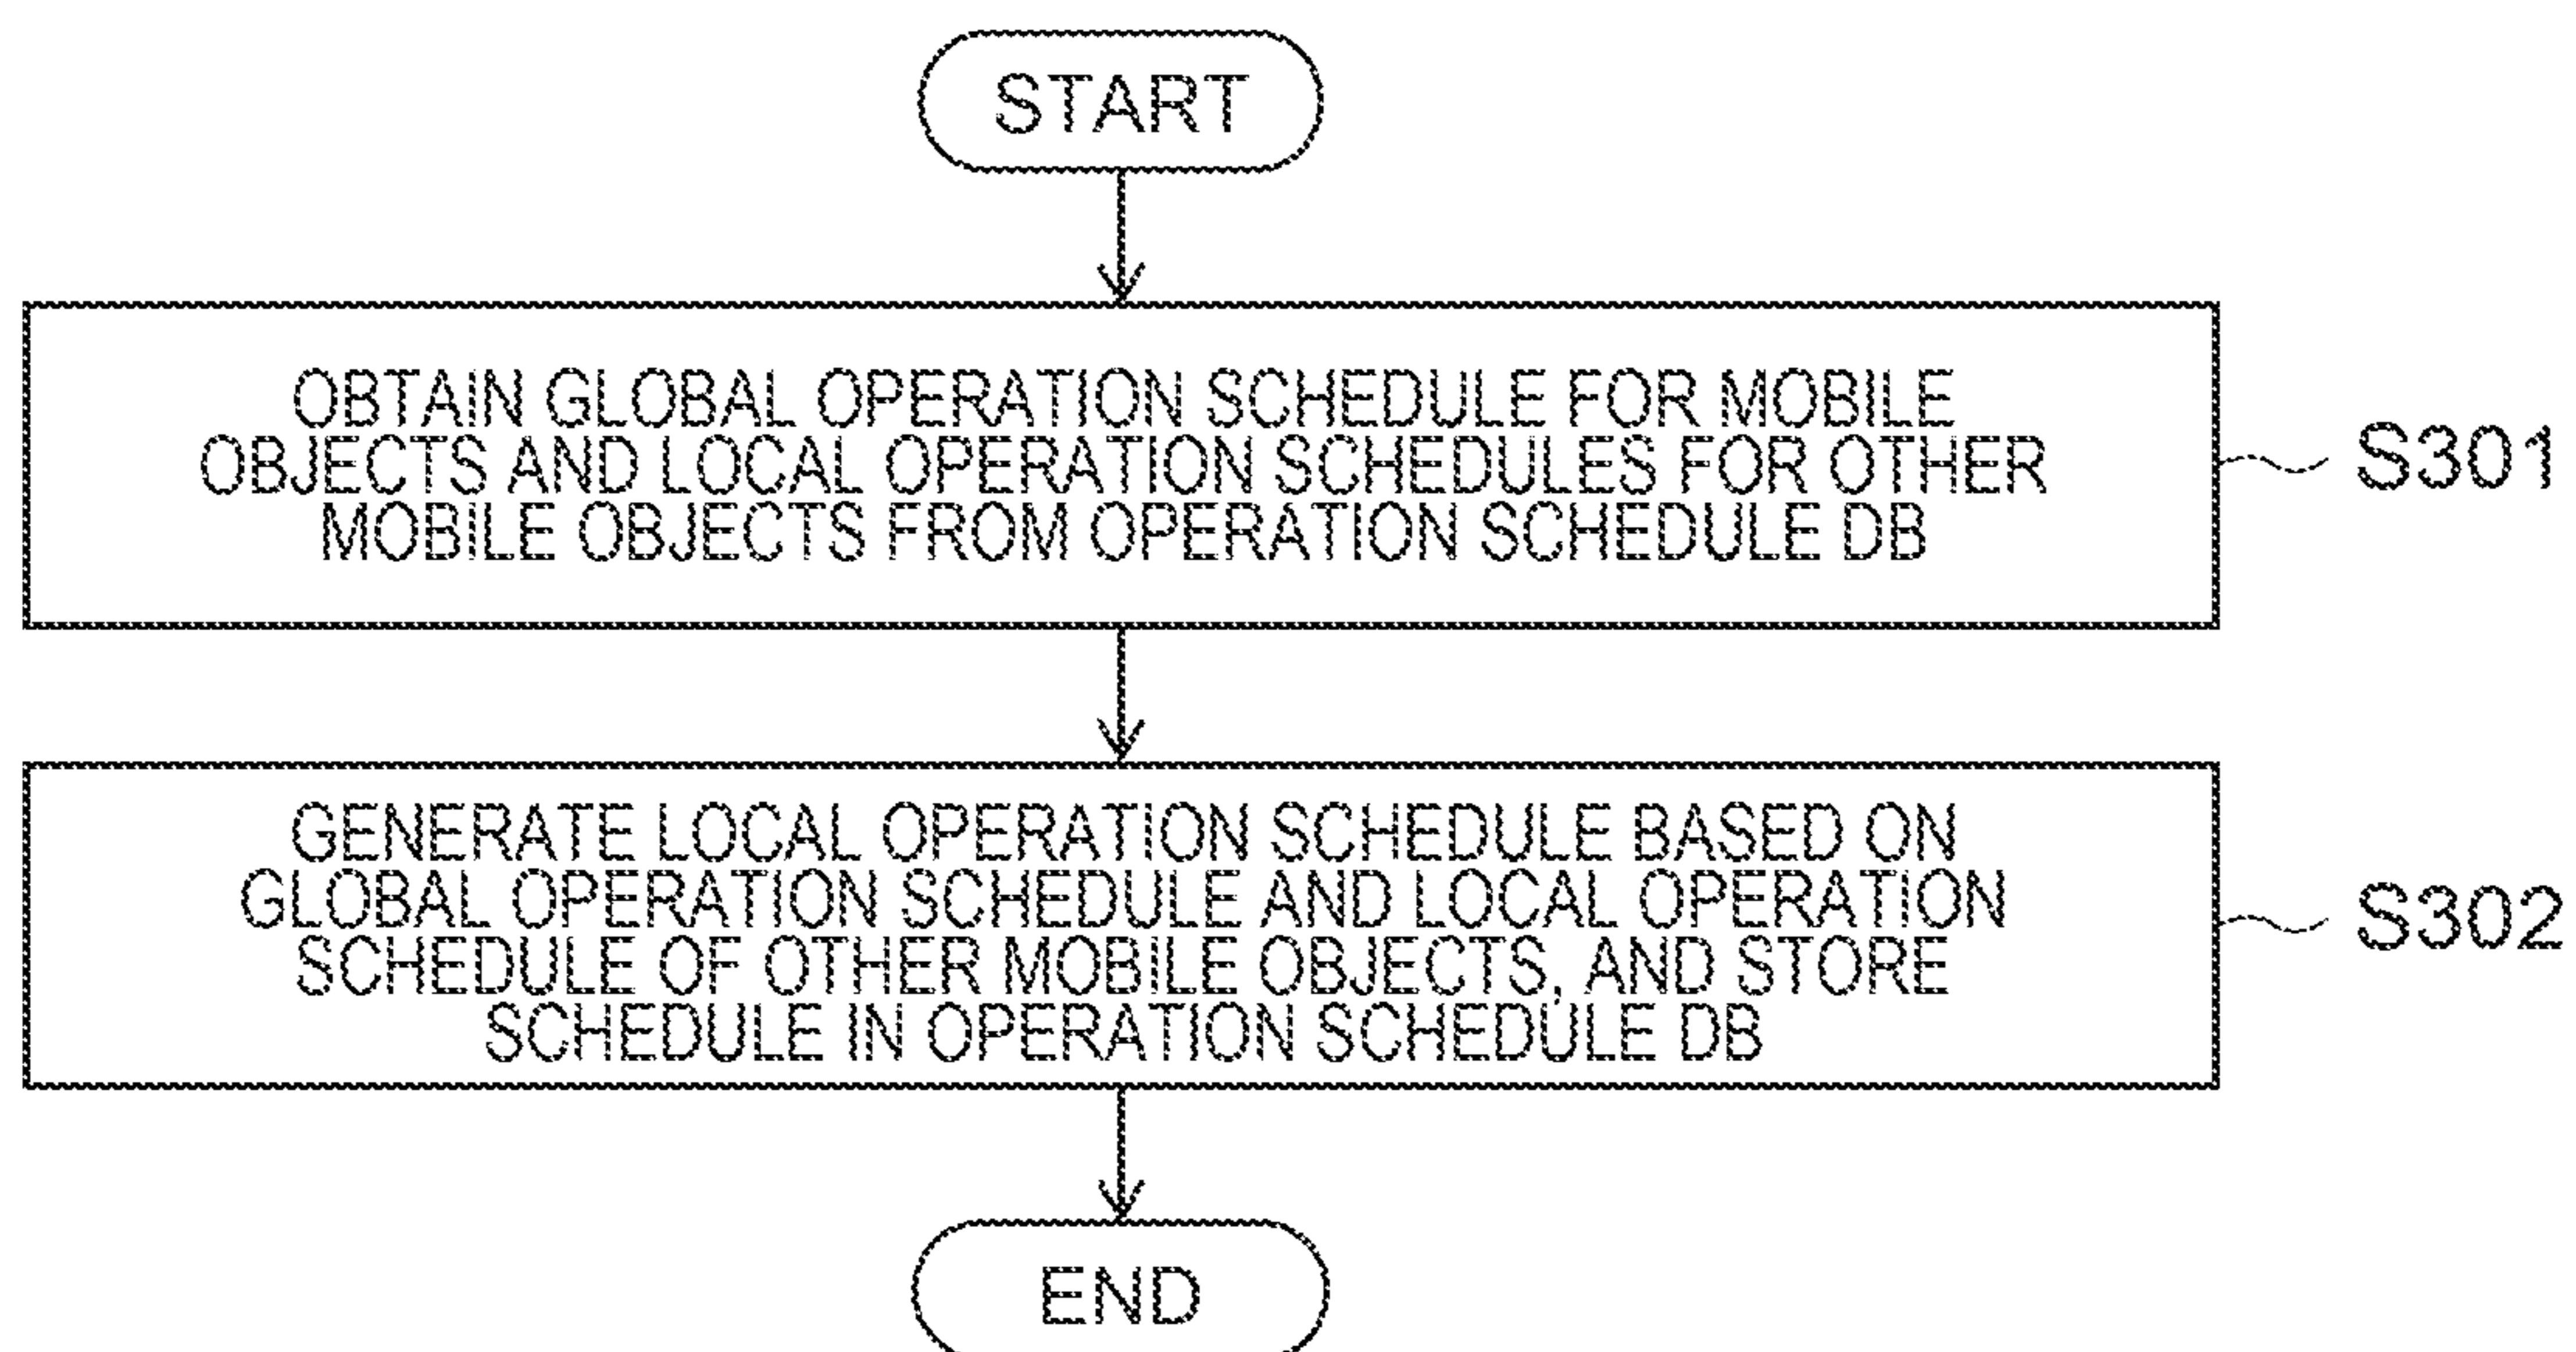 START
OBTAIN GLOBAL OPERATION SCHEDULE FOR MOBILE
OBJECTS AND LOCAL OPERATION SCHEDULES FOR OTHER
MOBILE OBJECTS FROM OPERATION SCHEDULE DB
S301
GENERATE LOCAL OPERATION SCHEDULE BASED ON
GLOBAL OPERATION SCHEDULE AND LOCAL OPERATION
SCHEDULE OF OTHER MOBILE OBJECTS, AND STORE
SCHEDULE IN OPERATION SCHEDULE DB
S302
END